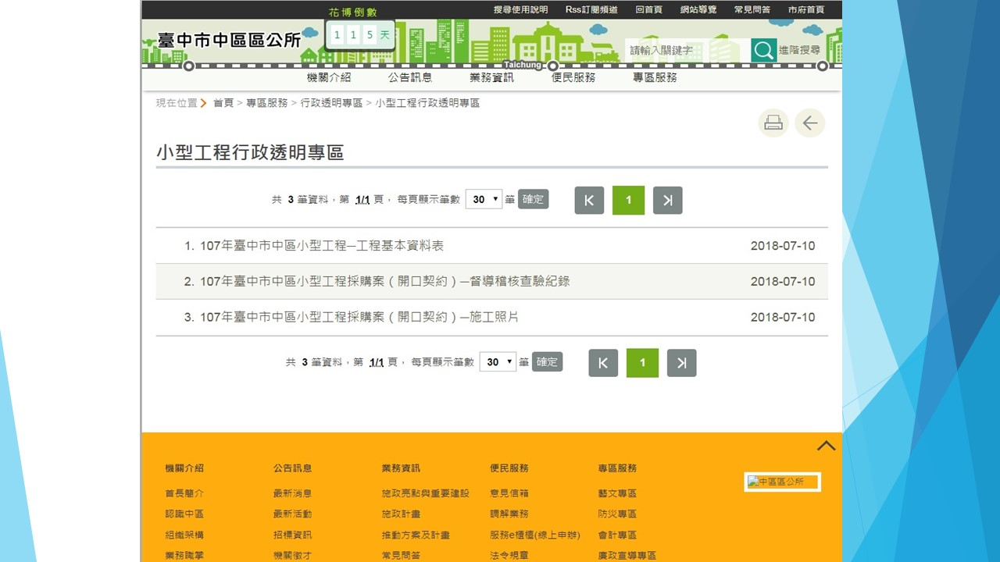 花博倒數
搜尋使用說明 Rss訂閱頻道 回首頁 網站導覽 常見問答 市府首頁
臺中市中區區公所
1 1 5 天
請輸入關鍵字
進階搜尋
Taichung
機關介紹 公告訊息 業務資訊 便民服務 專區服務
現在位置 首頁 > 專區服務 > 行政透明專區 > 小型工程行政透明專區
小型工程行政透明專區
共 3 筆資料，第 1/1 頁， 每頁顯示筆數 30 筆 確定 1
1. 107年臺中市中區小型工程─工程基本資料表 2018-07-10
2. 107年臺中市中區小型工程採購案（開口契約）─督導稽核查驗紀錄 2018-07-10
3. 107年臺中市中區小型工程採購案（開口契約）─施工照片 2018-07-10
共 3 筆資料，第 1/1 頁， 每頁顯示筆數 30 筆 確定 1
機關介紹 公告訊息 業務資訊 便民服務 專區服務
中區區公所
首長簡介 最新消息 施政亮點與重要建設 意見信箱 藝文專區
認識中區 最新活動 施政計畫 調解業務 防災專區
組織架構 招標資訊 推動方案及計畫 服務e櫃檯(線上申辦) 會計專區
業務職掌 機關徵才 常見問答 法令規章 廉政宣導專區